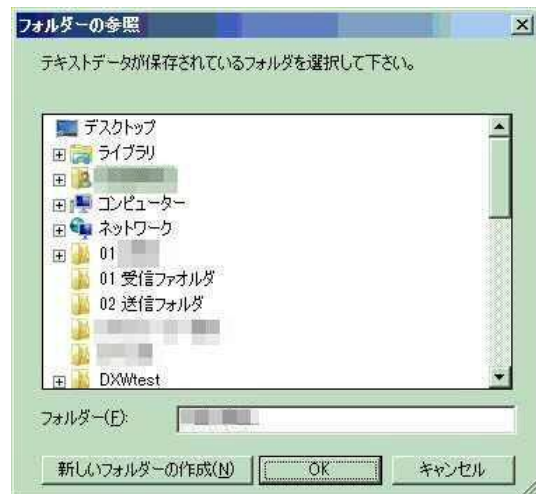 フォルダーの参照
テキストデータが保存されているフォルダを選択して下さい。
デスクトップ
ライブラリ
コンピューター
ネットワーク
01
01 受信ファオルダ
02 送信フォルダ
DXWtest
フォルダー(F):
新しいフォルダーの作成(N) OK キャンセル